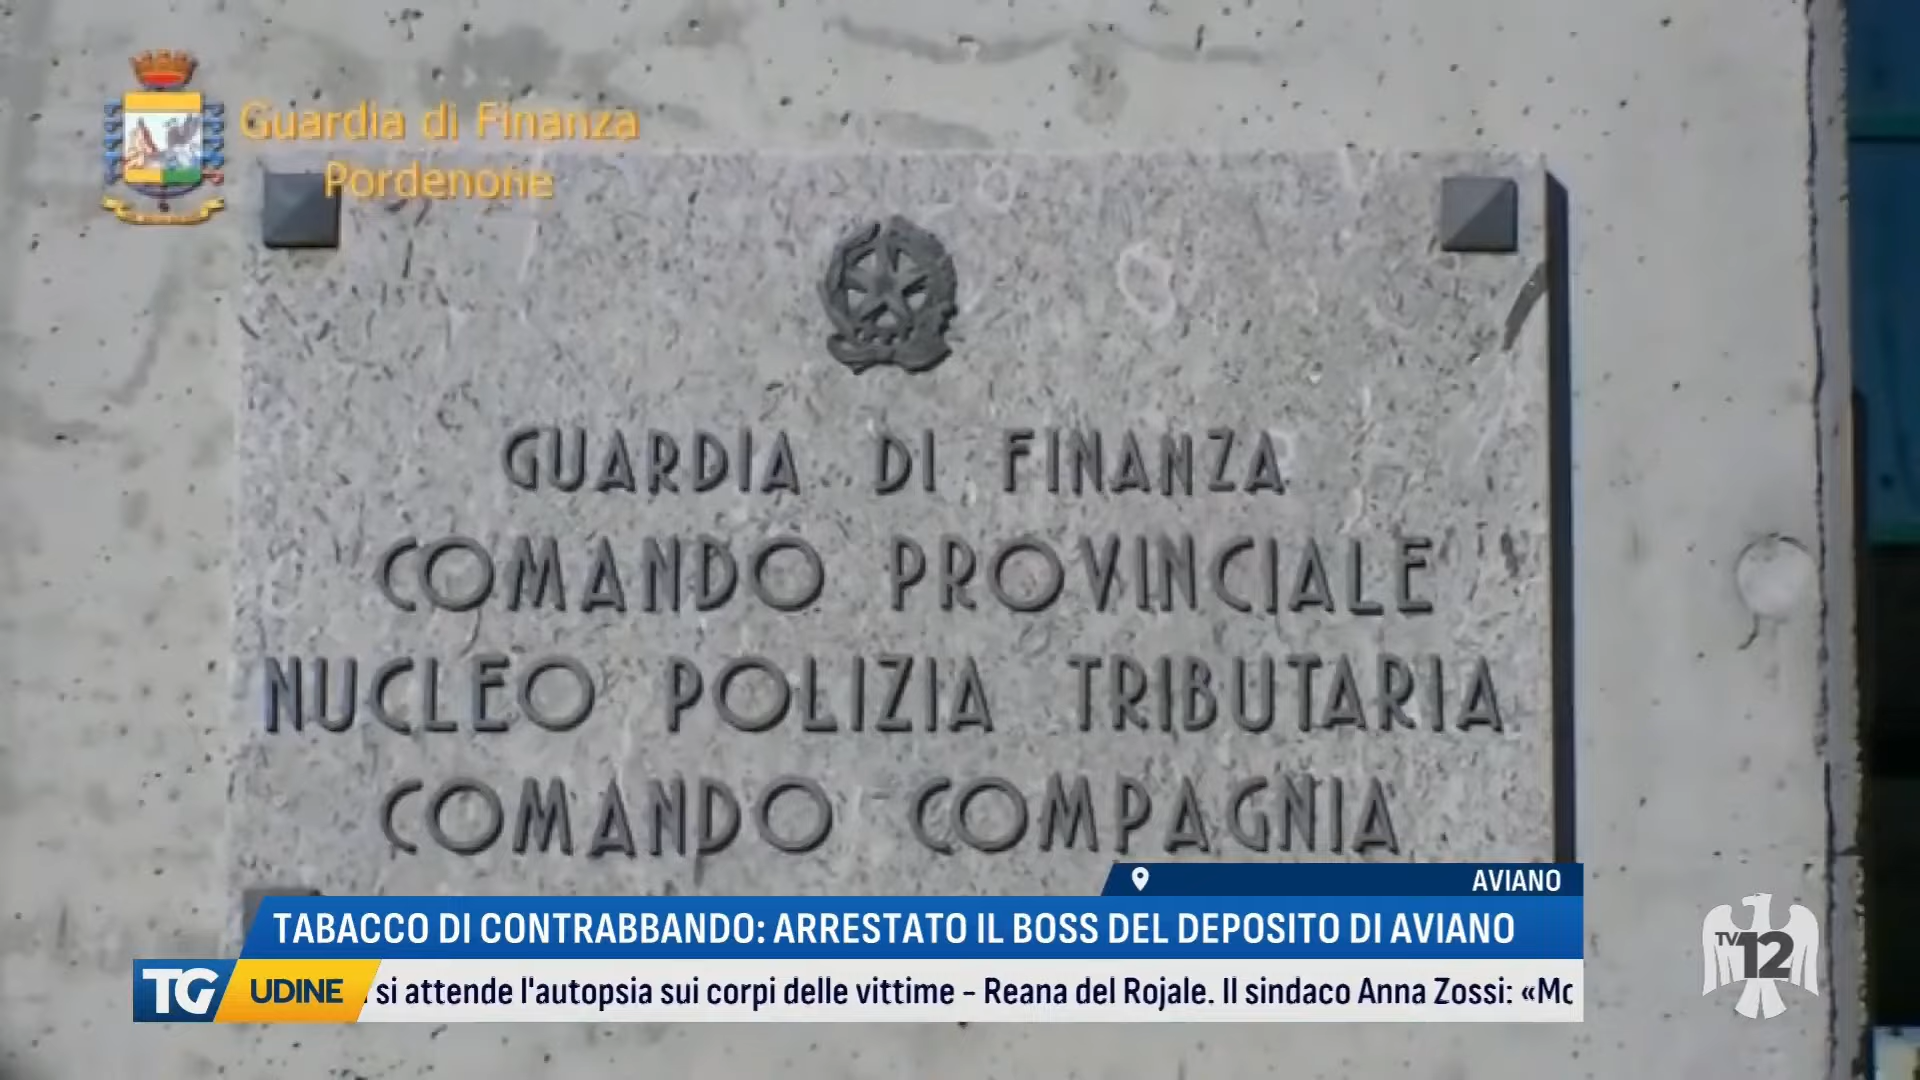 Guardia di Finanza
Pordenone
GUARDIA DI FINANZA
COMANDO PROVINCIALE
NUCLEO POLIZIA TRIBUTARIA
COMANDO COMPAGNIA
AVIANO
TABACCO DI CONTRABBANDO: ARRESTATO IL BOSS DEL DEPOSITO DI AVIANO
TV12
TG UDINE si attende l'autopsia sui corpi delle vittime - Reana del Rojale. Il sindaco Anna Zossi: «Mo